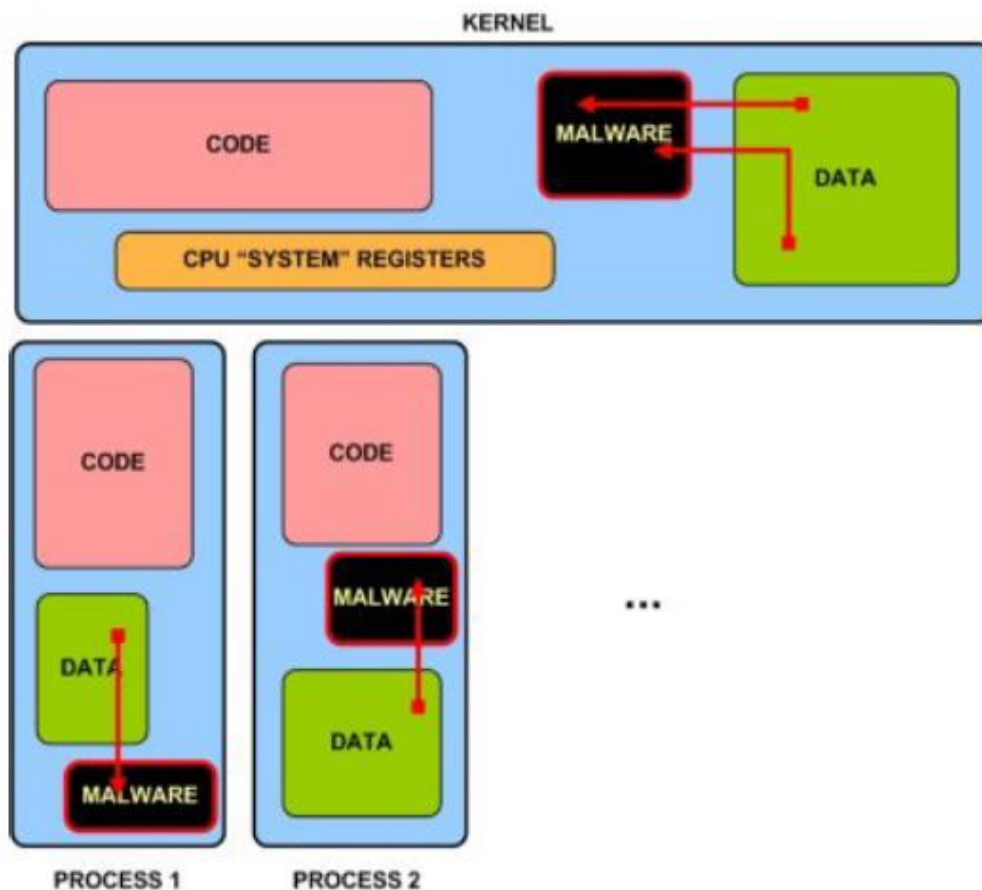 KERNEL
CODE
MALWARE
DATA
CPU “SYSTEM” REGISTERS
CODE
DATA
MALWARE
PROCESS 1
CODE
MALWARE
DATA
PROCESS 2
...